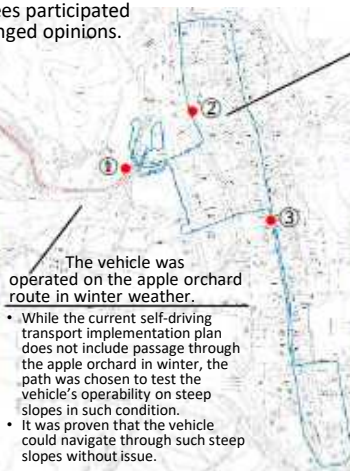 ees participated
nged opinions.
②
①
③
The vehicle was
operated on the apple orchard
route in winter weather.
• While the current self-driving
transport implementation plan
does not include passage through
the apple orchard in winter, the
path was chosen to test the
vehicle's operability on steep
slopes in such condition.
• It was proven that the vehicle
could navigate through such steep
slopes without issue.